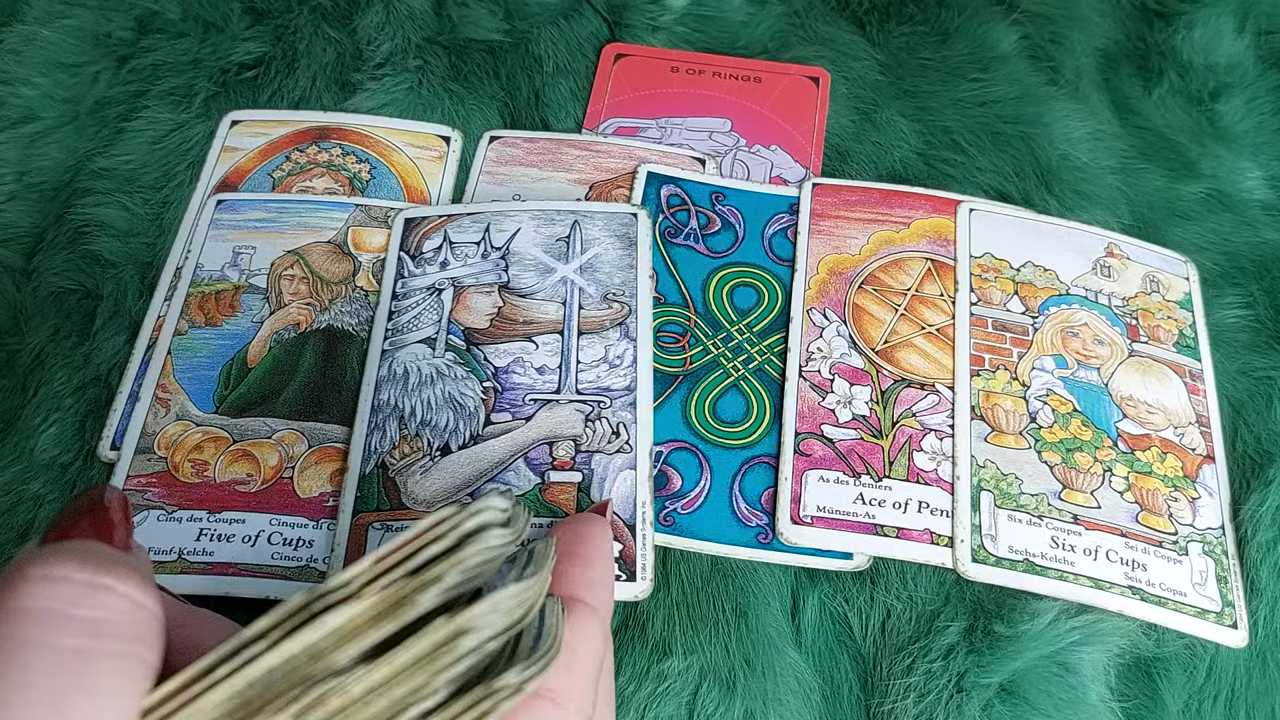 8 OF RINGS
Cinq des Coupes
Cinque di C
Five of Cups
Fünf-Kelche
Cinco de C
Rein
na di
©1984 US Games Systems, Inc.
As des Deniers
Ace of Pen
Münzen-As
Six des Coupes
Sei di Coppe
Six of Cups
Sechs-Kelche
Seis de Copas